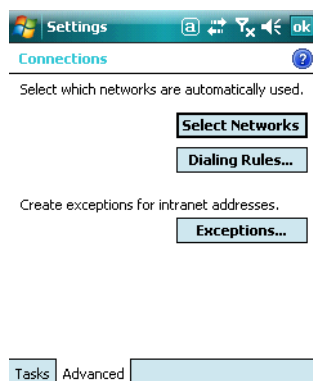 Settings
a
ok
Connections
?
Select which networks are automatically used.
Select Networks
Dialing Rules...
Create exceptions for intranet addresses.
Exceptions...
Tasks Advanced